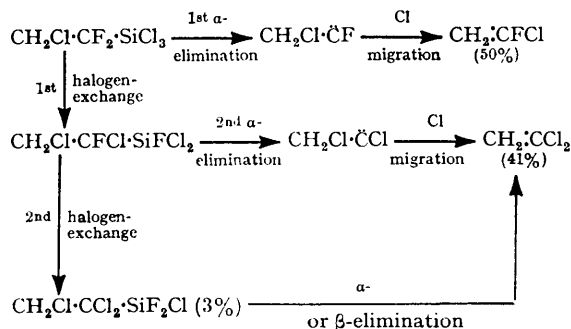 CH₂Cl·CF₂·SiCl₃ 1st α- elimination CH₂Cl·C̈F Cl migration CH₂:CFCl
(50%)
1st halogen-exchange
CH₂Cl·CFCl·SiFCl₂ 2nd α- elimination CH₂Cl·C̈Cl Cl migration CH₂:CCl₂
(41%)
2nd halogen-exchange
CH₂Cl·CCl₂·SiF₂Cl (3%) α- or β-elimination